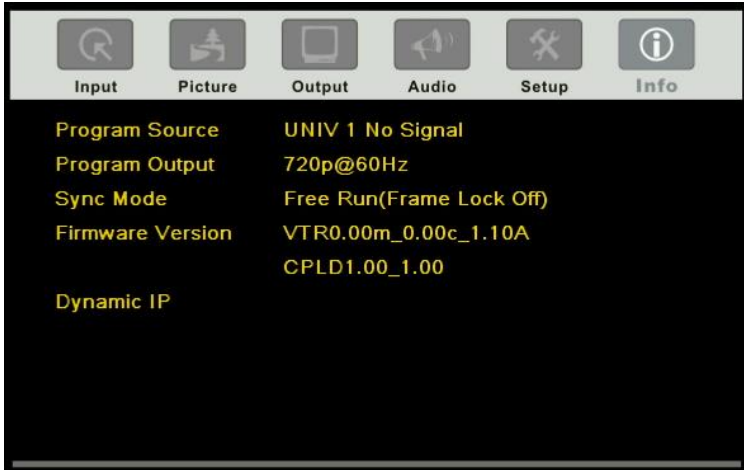 Input Picture Output Audio Setup Info
Program Source UNIV 1 No Signal
Program Output 720p@60Hz
Sync Mode Free Run(Frame Lock Off)
Firmware Version VTR0.00m_0.00c_1.10A
CPLD1.00_1.00
Dynamic IP